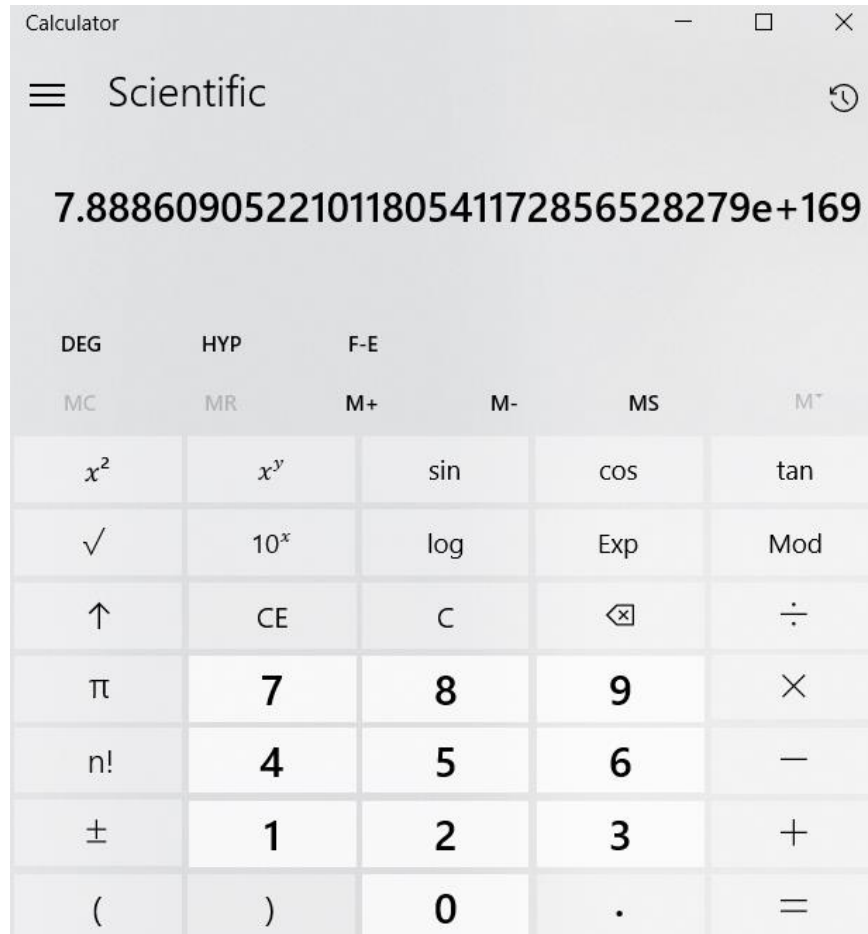 Calculator
Scientific
7.8886090522101180541172856528279e+169
DEG HYP F-E
MC MR M+ M- MS M˅
x² xʸ sin cos tan
√ 10ˣ log Exp Mod
↑ CE C ÷
π 7 8 9 ×
n! 4 5 6 −
± 1 2 3 +
( ) 0 . =